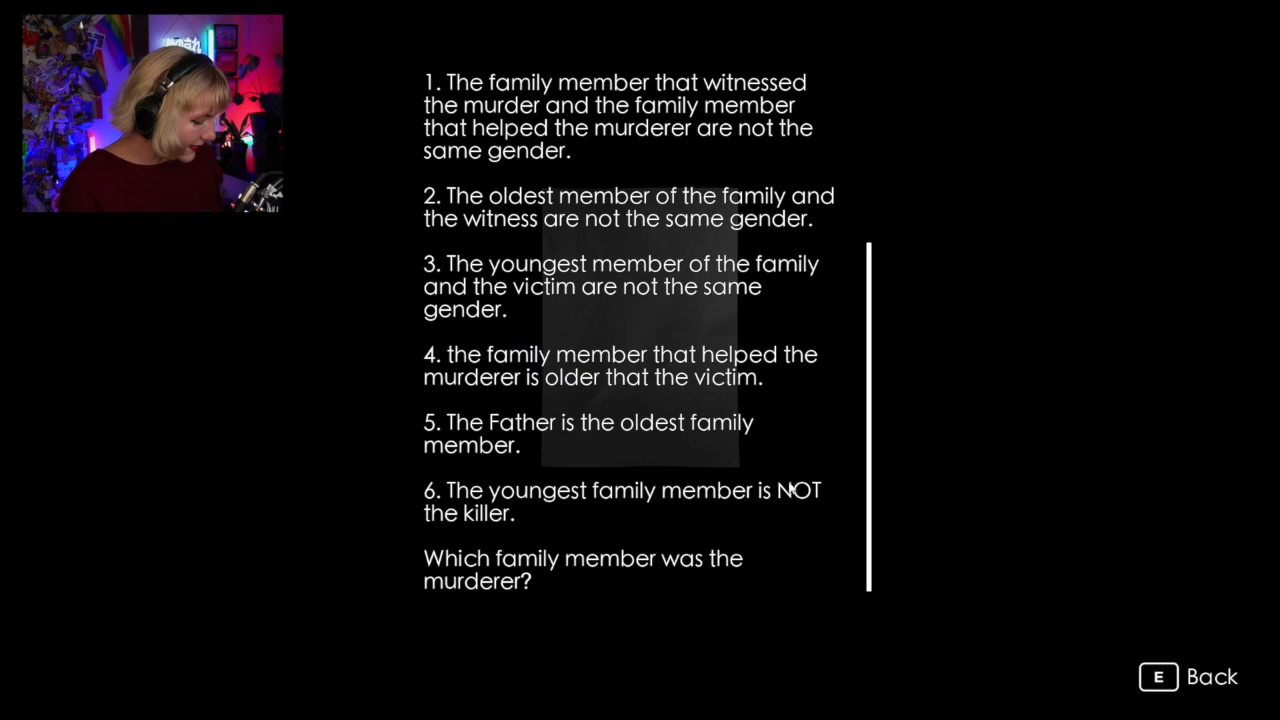 1. The family member that witnessed
the murder and the family member
that helped the murderer are not the
same gender.
2. The oldest member of the family and
the witness are not the same gender.
3. The youngest member of the family
and the victim are not the same
gender.
4. the family member that helped the
murderer is older that the victim.
5. The Father is the oldest family
member.
6. The youngest family member is NOT
the killer.
Which family member was the
murderer?
E Back